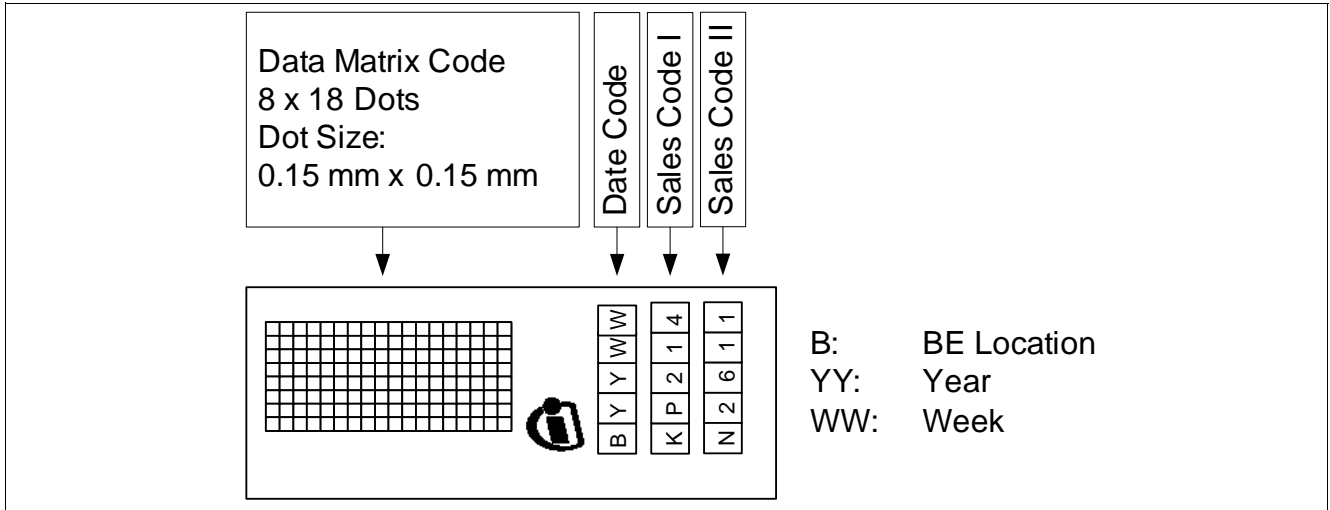 Data Matrix Code
8 x 18 Dots
Dot Size:
0.15 mm x 0.15 mm
Date Code
Sales Code I
Sales Code II
BYYWW
KP214
N2611
B: BE Location
YY: Year
WW: Week